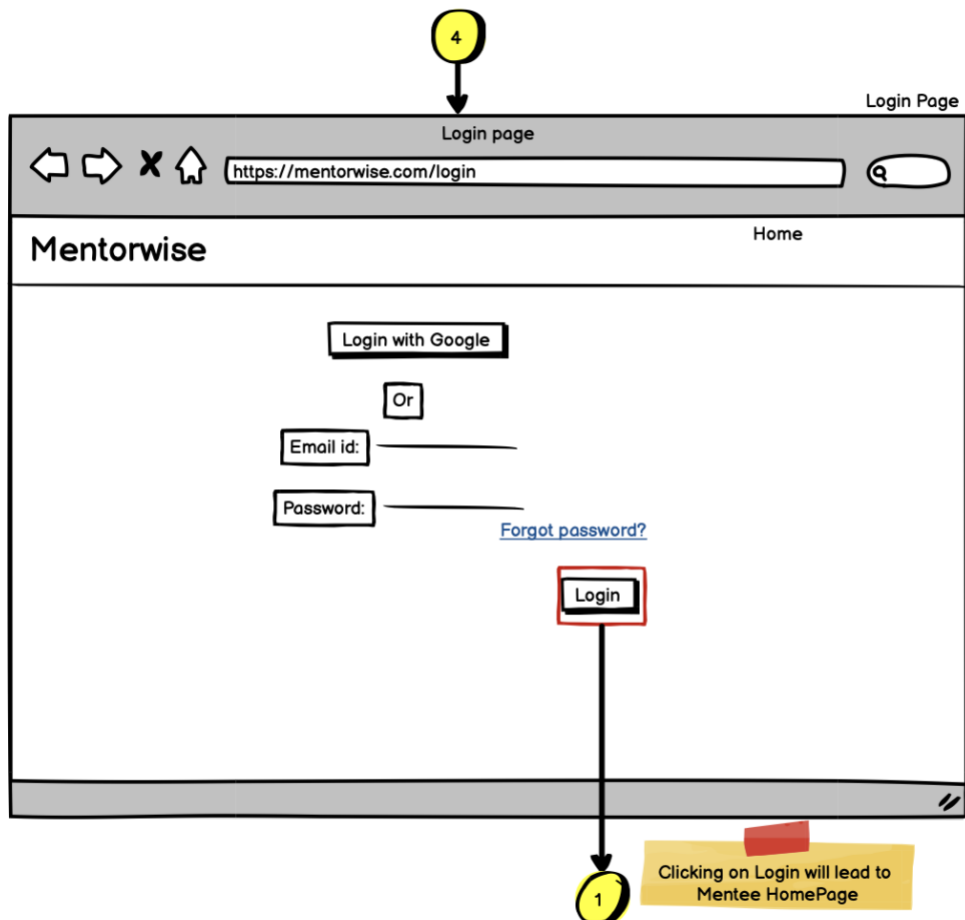 4
Login Page
Login page
https://mentorwise.com/login
Mentorwise
Home
Login with Google
Or
Email id:
Password:
Forgot password?
Login
Clicking on Login will lead to
Mentee HomePage
1